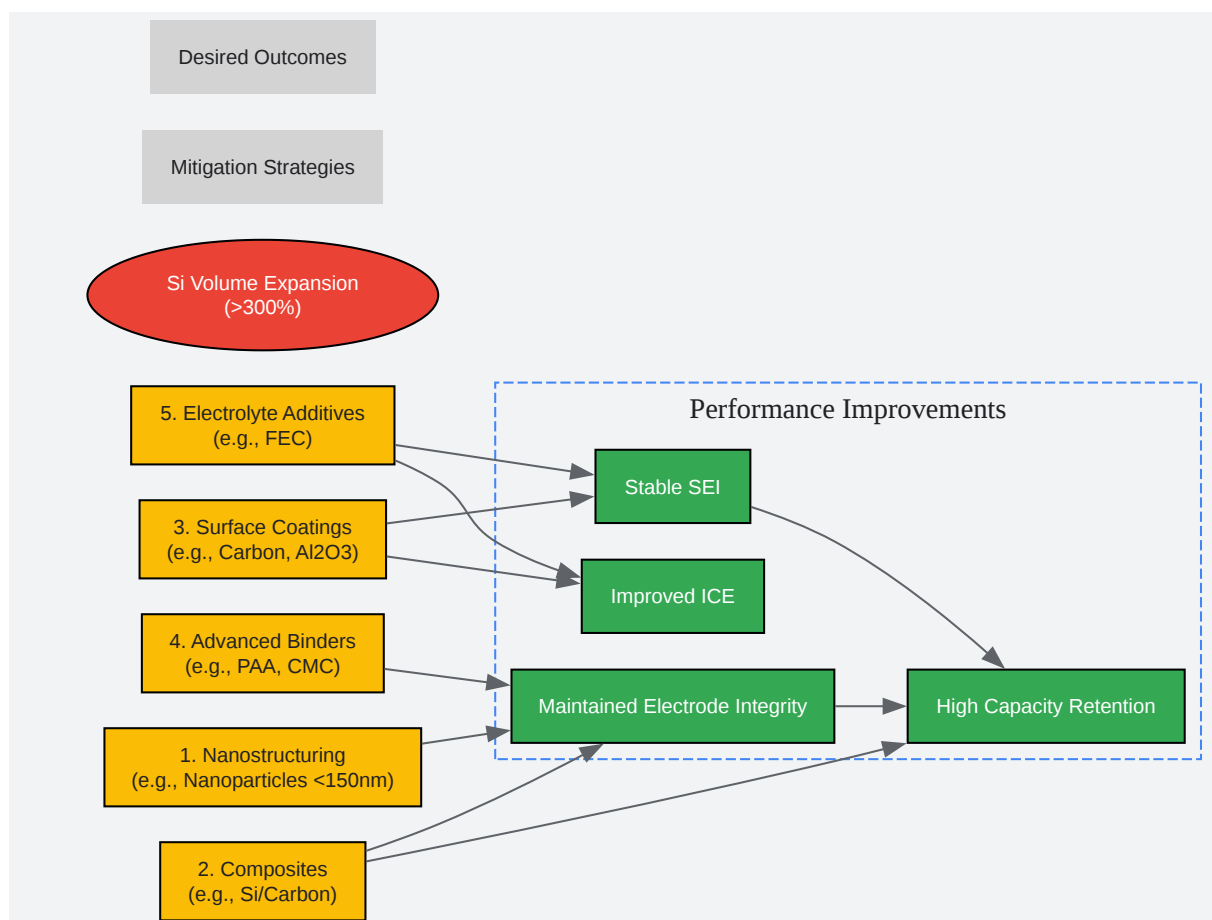 Desired Outcomes
Mitigation Strategies
Si Volume Expansion
(>300%)
5. Electrolyte Additives
(e.g., FEC)
3. Surface Coatings
(e.g., Carbon, Al2O3)
4. Advanced Binders
(e.g., PAA, CMC)
1. Nanostructuring
(e.g., Nanoparticles <150nm)
2. Composites
(e.g., Si/Carbon)
Performance Improvements
Stable SEI
Improved ICE
Maintained Electrode Integrity
High Capacity Retention